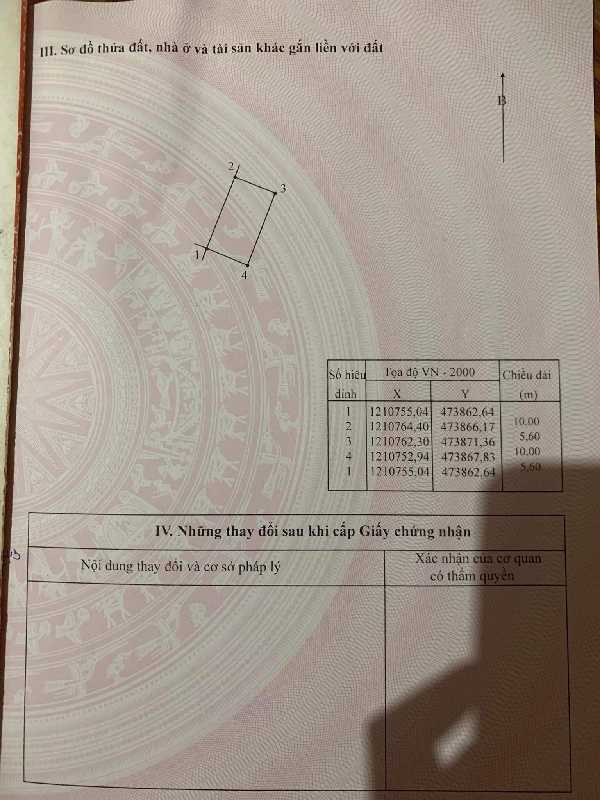 III. Sơ đồ thửa đất, nhà ở và tài sản khác gắn liền với đất
B
2
3
1
4
Số hiệu đỉnh Tọa độ VN - 2000 Chiều dài (m)
X Y
1 1210755,04 473862,64
10,00
2 1210764,40 473866,17
5,60
3 1210762,30 473871,36
10,00
4 1210752,94 473867,83
5,60
1 1210755,04 473862,64
IV. Những thay đổi sau khi cấp Giấy chứng nhận
Nội dung thay đổi và cơ sở pháp lý
Xác nhận của cơ quan
có thẩm quyền